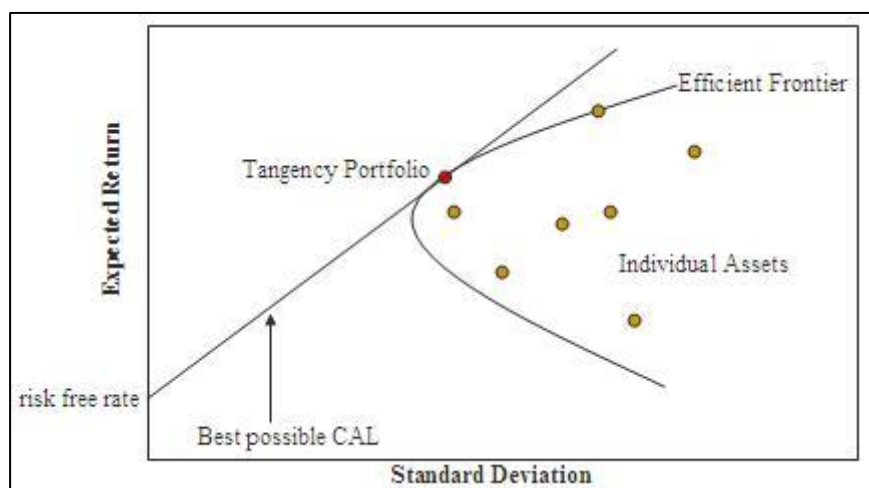 Efficient Frontier
Tangency Portfolio
Expected Return
Individual Assets
risk free rate
Best possible CAL
Standard Deviation